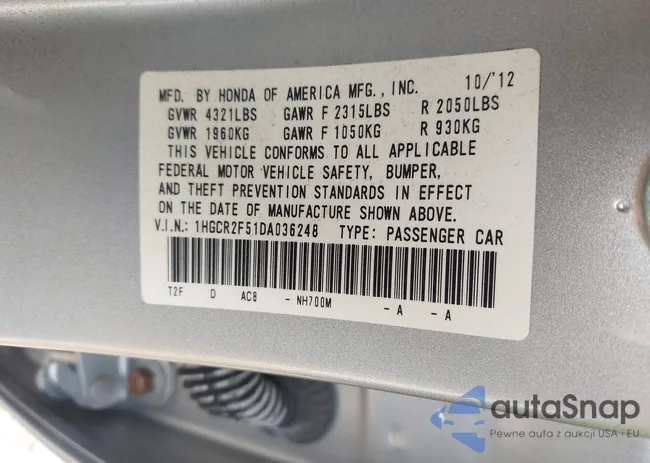 MFD. BY HONDA OF AMERICA MFG., INC. 10/'12
GVWR 4321LBS GAWR F 2315LBS R 2050LBS
GVWR 1960KG GAWR F 1050KG R 930KG
THIS VEHICLE CONFORMS TO ALL APPLICABLE
FEDERAL MOTOR VEHICLE SAFETY, BUMPER,
AND THEFT PREVENTION STANDARDS IN EFFECT
ON THE DATE OF MANUFACTURE SHOWN ABOVE.
V.I.N.: 1HGCR2F51DA036248 TYPE: PASSENGER CAR
T2F D AC8 - NH700M - A - A
autaSnap
Pewne auta z aukcji USA i EU